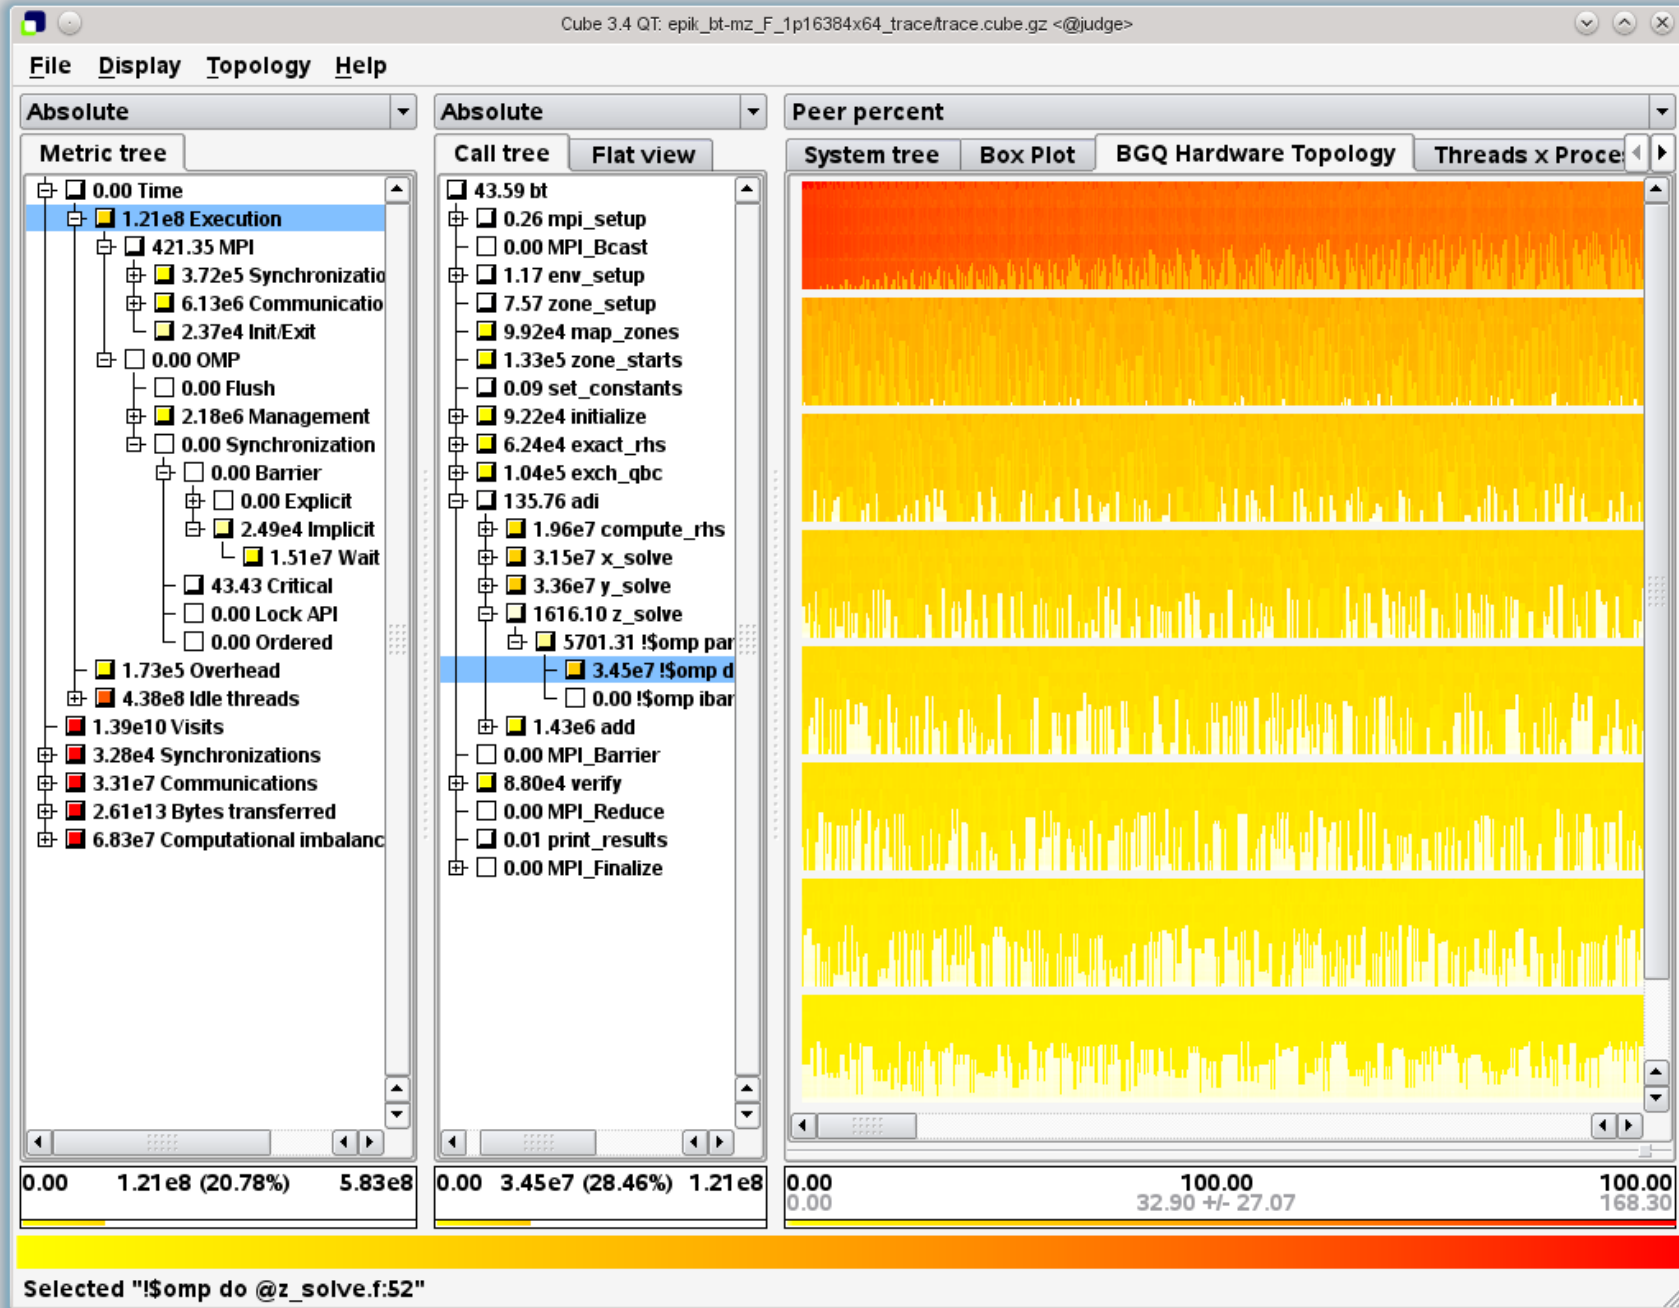 Cube 3.4 QT: epik_bt-mz_F_1p16384x64_trace/trace.cube.gz <@judge>
File Display Topology Help
Absolute
Metric tree
0.00 Time
1.21e8 Execution
421.35 MPI
3.72e5 Synchronizatio
6.13e6 Communicatio
2.37e4 Init/Exit
0.00 OMP
0.00 Flush
2.18e6 Management
0.00 Synchronization
0.00 Barrier
0.00 Explicit
2.49e4 Implicit
1.51e7 Wait
43.43 Critical
0.00 Lock API
0.00 Ordered
1.73e5 Overhead
4.38e8 Idle threads
1.39e10 Visits
3.28e4 Synchronizations
3.31e7 Communications
2.61e13 Bytes transferred
6.83e7 Computational imbalanc
0.00 1.21e8 (20.78%) 5.83e8
Absolute
Call tree Flat view
43.59 bt
0.26 mpi_setup
0.00 MPI_Bcast
1.17 env_setup
7.57 zone_setup
9.92e4 map_zones
1.33e5 zone_starts
0.09 set_constants
9.22e4 initialize
6.24e4 exact_rhs
1.04e5 exch_qbc
135.76 adi
1.96e7 compute_rhs
3.15e7 x_solve
3.36e7 y_solve
1616.10 z_solve
5701.31 !$omp par
3.45e7 !$omp d
0.00 !$omp ibar
1.43e6 add
0.00 MPI_Barrier
8.80e4 verify
0.00 MPI_Reduce
0.01 print_results
0.00 MPI_Finalize
0.00 3.45e7 (28.46%) 1.21e8
Peer percent
System tree Box Plot BGQ Hardware Topology Threads x Proce
0.00 100.00 100.00
0.00 32.90 +/- 27.07 168.30
Selected "!$omp do @z_solve.f:52"